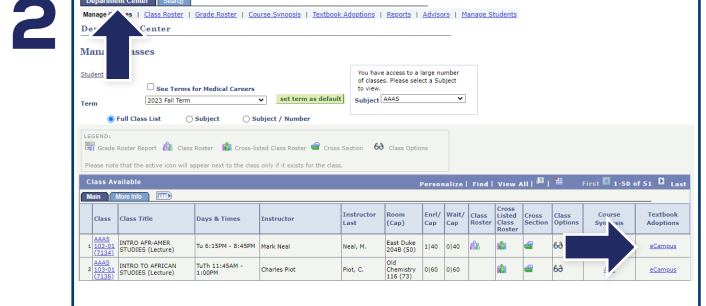 2
Department Center Search
Manage Classes | Class Roster | Grade Roster | Course Synopsis | Textbook Adoptions | Reports | Advisors | Manage Students
Center
Student
See Terms for Medical Careers
You have access to a large number of classes. Please select a Subject to view.
Term 2023 Fall Term set term as default Subject AAAS
Full Class List Subject Subject / Number
LEGEND:
Grade Roster Report Class Roster Cross-listed Class Roster Cross Section Class Options
Please note that the active icon will appear next to the class only if it exists for the class.
Class Available Personalize | Find | View All | | First 1-50 of 51 Last
Main More Info
Class Class Title Days & Times Instructor Instructor Last Room (Cap) Enrl/Cap Wait/Cap Class Roster Cross Listed Class Roster Cross Section Class Options Course Synopsis Textbook Adoptions
1 AAAS 102-01 (7134) INTRO AFR-AMER STUDIES (Lecture) Tu 6:15PM - 8:45PM Mark Neal Neal, M. East Duke 204B (50) 1|40 0|40 eCampus
2 AAAS 103-01 (7136) INTRO TO AFRICAN STUDIES (Lecture) TuTh 11:45AM - 1:00PM Charles Piot Piot, C. Old Chemistry 116 (73) 0|60 0|60 eCampus